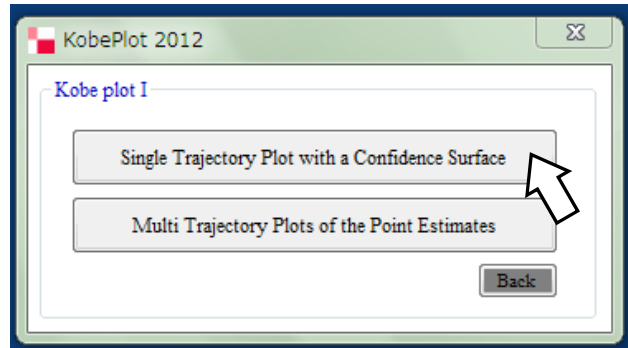 KobePlot 2012
Kobe plot I
Single Trajectory Plot with a Confidence Surface
Multi Trajectory Plots of the Point Estimates
Back